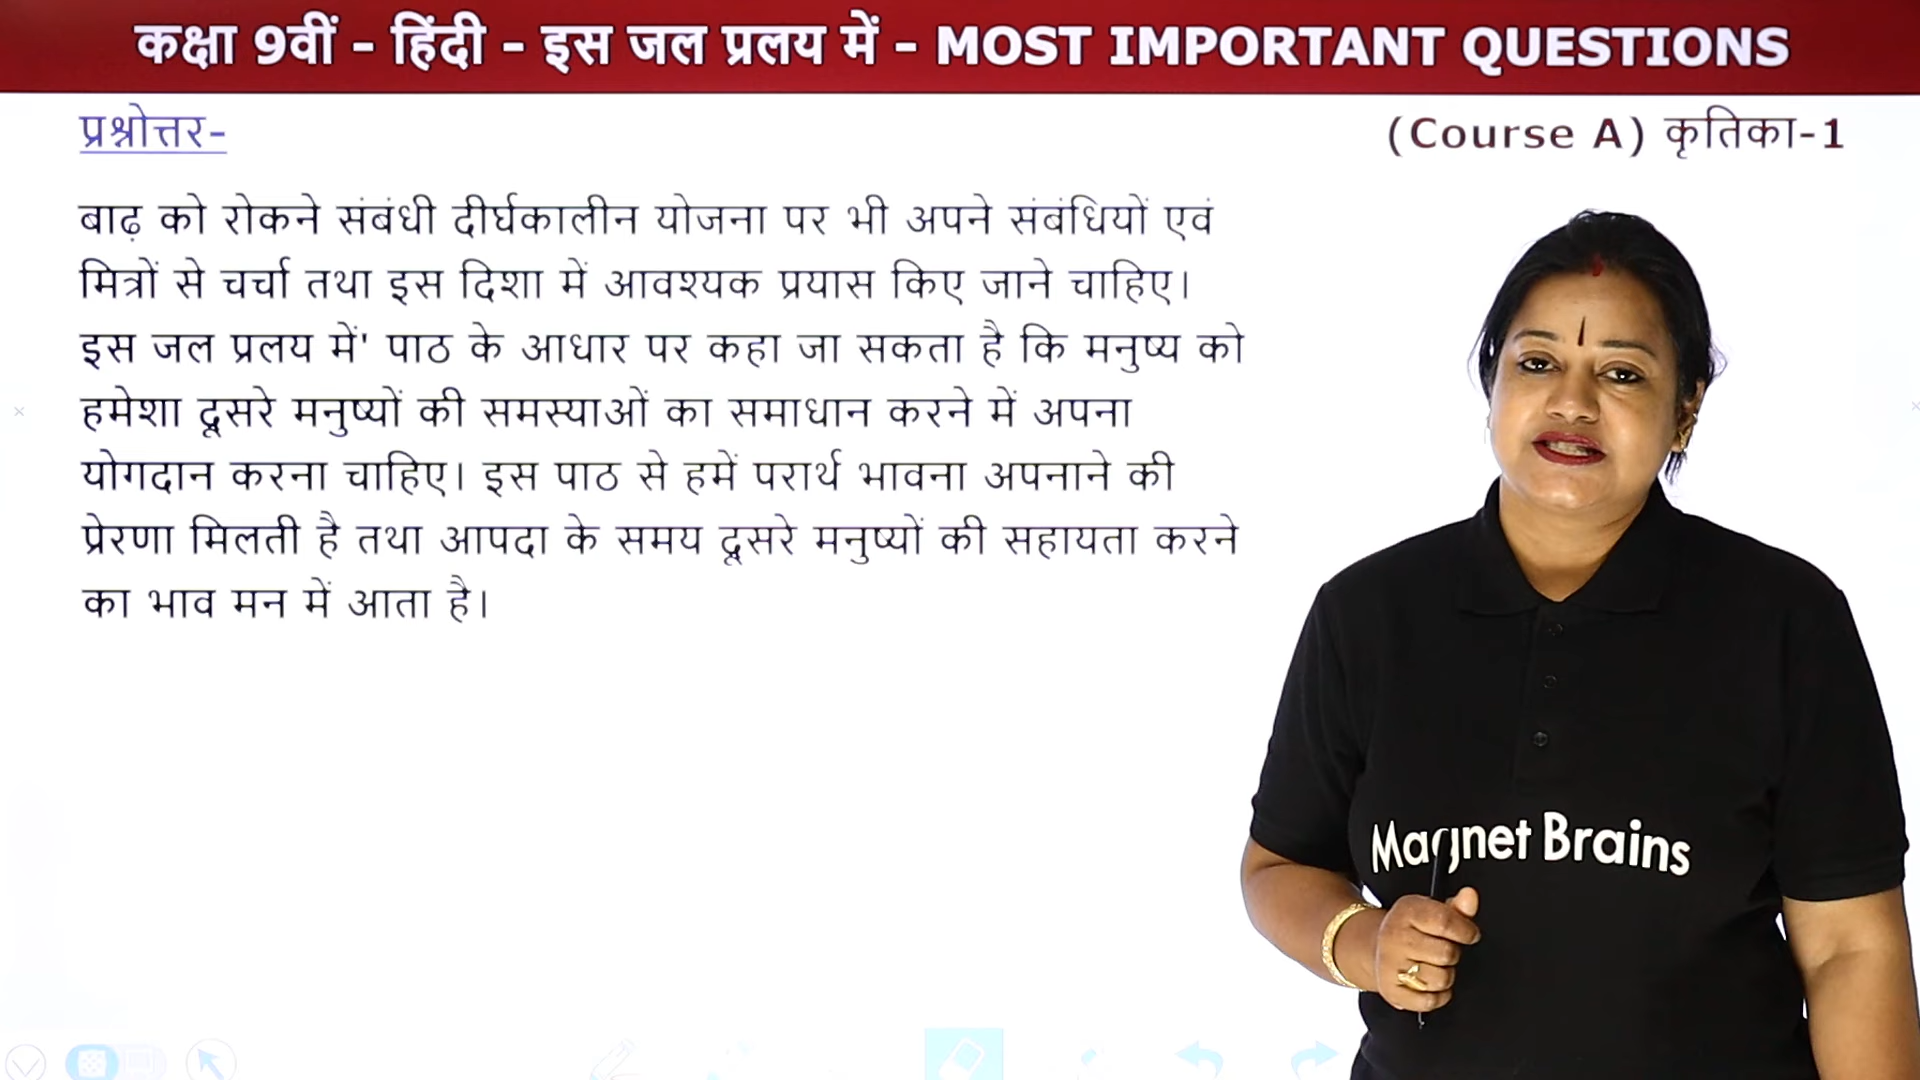 कक्षा 9वीं - हिंदी - इस जल प्रलय में - MOST IMPORTANT QUESTIONS
प्रश्नोत्तर-
(Course A) कृतिका-1
बाढ़ को रोकने संबंधी दीर्घकालीन योजना पर भी अपने संबंधियों एवं
मित्रों से चर्चा तथा इस दिशा में आवश्यक प्रयास किए जाने चाहिए।
इस जल प्रलय में' पाठ के आधार पर कहा जा सकता है कि मनुष्य को
हमेशा दूसरे मनुष्यों की समस्याओं का समाधान करने में अपना
योगदान करना चाहिए। इस पाठ से हमें परार्थ भावना अपनाने की
प्रेरणा मिलती है तथा आपदा के समय दूसरे मनुष्यों की सहायता करने
का भाव मन में आता है।
Magnet Brains